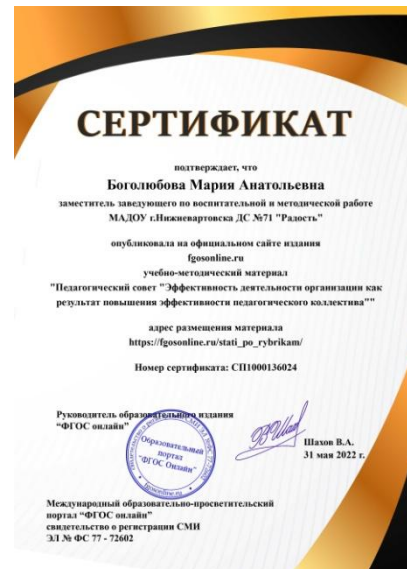 СЕРТИФИКАТ
подтверждает, что
Боголюбова Мария Анатольевна
заместитель заведующего по воспитательной и методической работе
МАДОУ г.Нижневартовска ДС №71 "Радость"
опубликовала на официальном сайте издания
fgosonline.ru
учебно-методический материал
"Педагогический совет "Эффективность деятельности организации как
результат повышения эффективности педагогического коллектива""
адрес размещения материала
https://fgosonline.ru/stati_po_rybrikam/
Номер сертификата: СП1000136024
Руководитель образовательного издания
“ФГОС онлайн”
Образовательный
портал
"ФГОС Онлайн"
fgosonline.ru
Шахов В.А.
31 мая 2022 г.
Международный образовательно-просветительский
портал “ФГОС онлайн”
свидетельство о регистрации СМИ
ЭЛ № ФС 77 - 72602